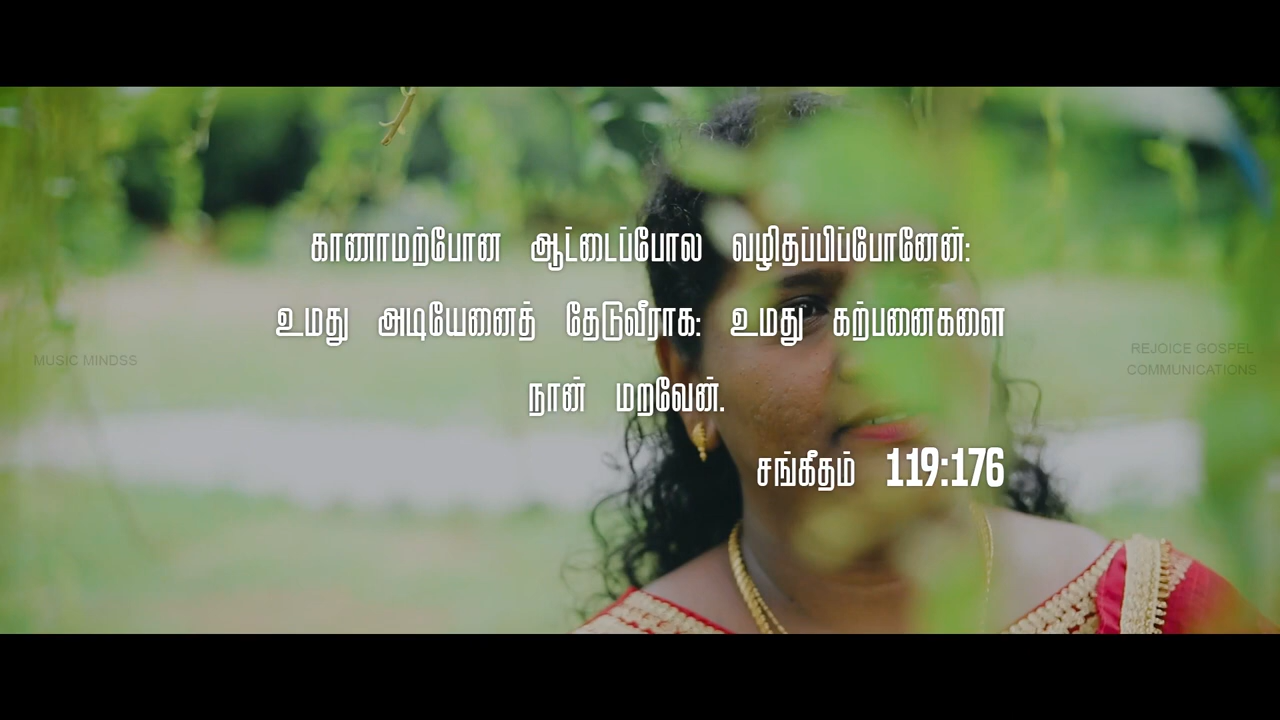 காணாமற்போன ஆட்டைப்போல வழிதப்பிப்போனேன்:
உமது அடியேனைத் தேடுவீராக: உமது கற்பனைகளை
நான் மறவேன்.
சங்கீதம் 119:176
MUSIC MINDSS
REJOICE GOSPEL
COMMUNICATIONS